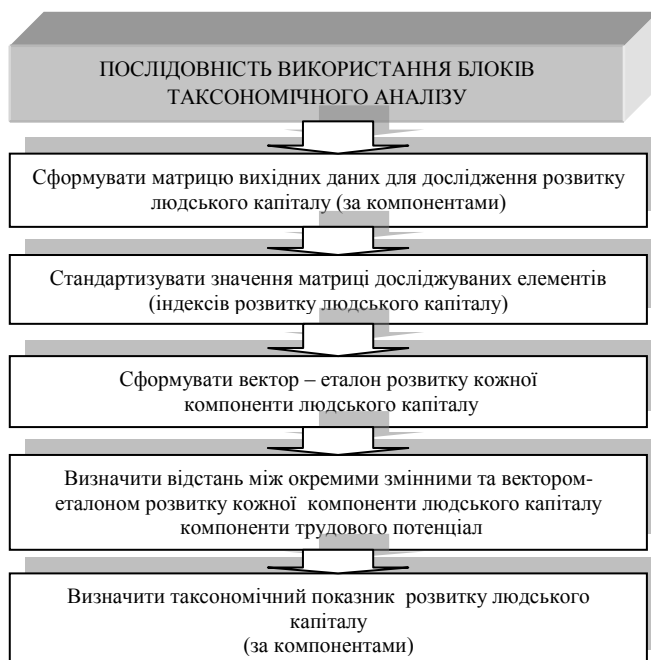 ПОСЛІДОВНІСТЬ ВИКОРИСТАННЯ БЛОКІВ
ТАКСОНОМІЧНОГО АНАЛІЗУ
Сформувати матрицю вихідних даних для дослідження розвитку
людського капіталу (за компонентами)
Стандартизувати значення матриці досліджуваних елементів
(індексів розвитку людського капіталу)
Сформувати вектор – еталон розвитку кожної
компоненти людського капіталу
Визначити відстань між окремими змінними та вектором-
еталоном розвитку кожної компоненти людського капіталу
компоненти трудового потенціал
Визначити таксономічний показник розвитку людського
капіталу
(за компонентами)